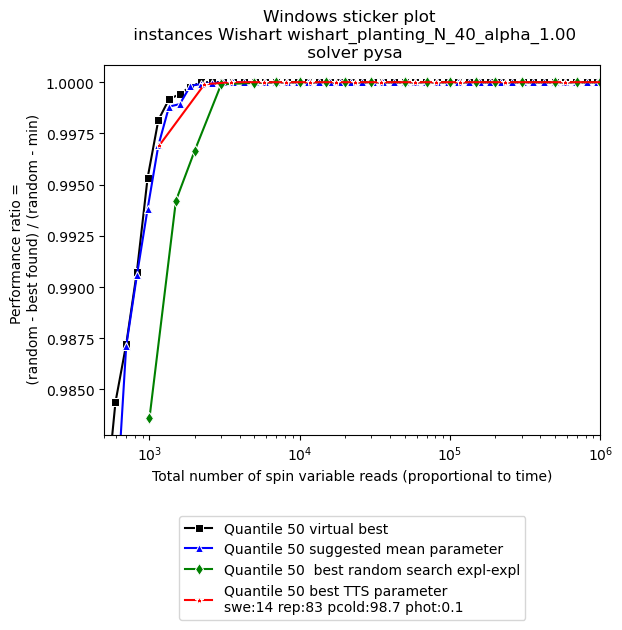 Windows sticker plot
instances Wishart wishart_planting_N_40_alpha_1.00
solver pysa
Performance ratio =
(random - best found) / (random - min)
1.0000
0.9975
0.9950
0.9925
0.9900
0.9875
0.9850
10^3
10^4
10^5
10^6
Total number of spin variable reads (proportional to time)
Quantile 50 virtual best
Quantile 50 suggested mean parameter
Quantile 50  best random search expl-expl
Quantile 50 best TTS parameter
swe:14 rep:83 pcold:98.7 phot:0.1